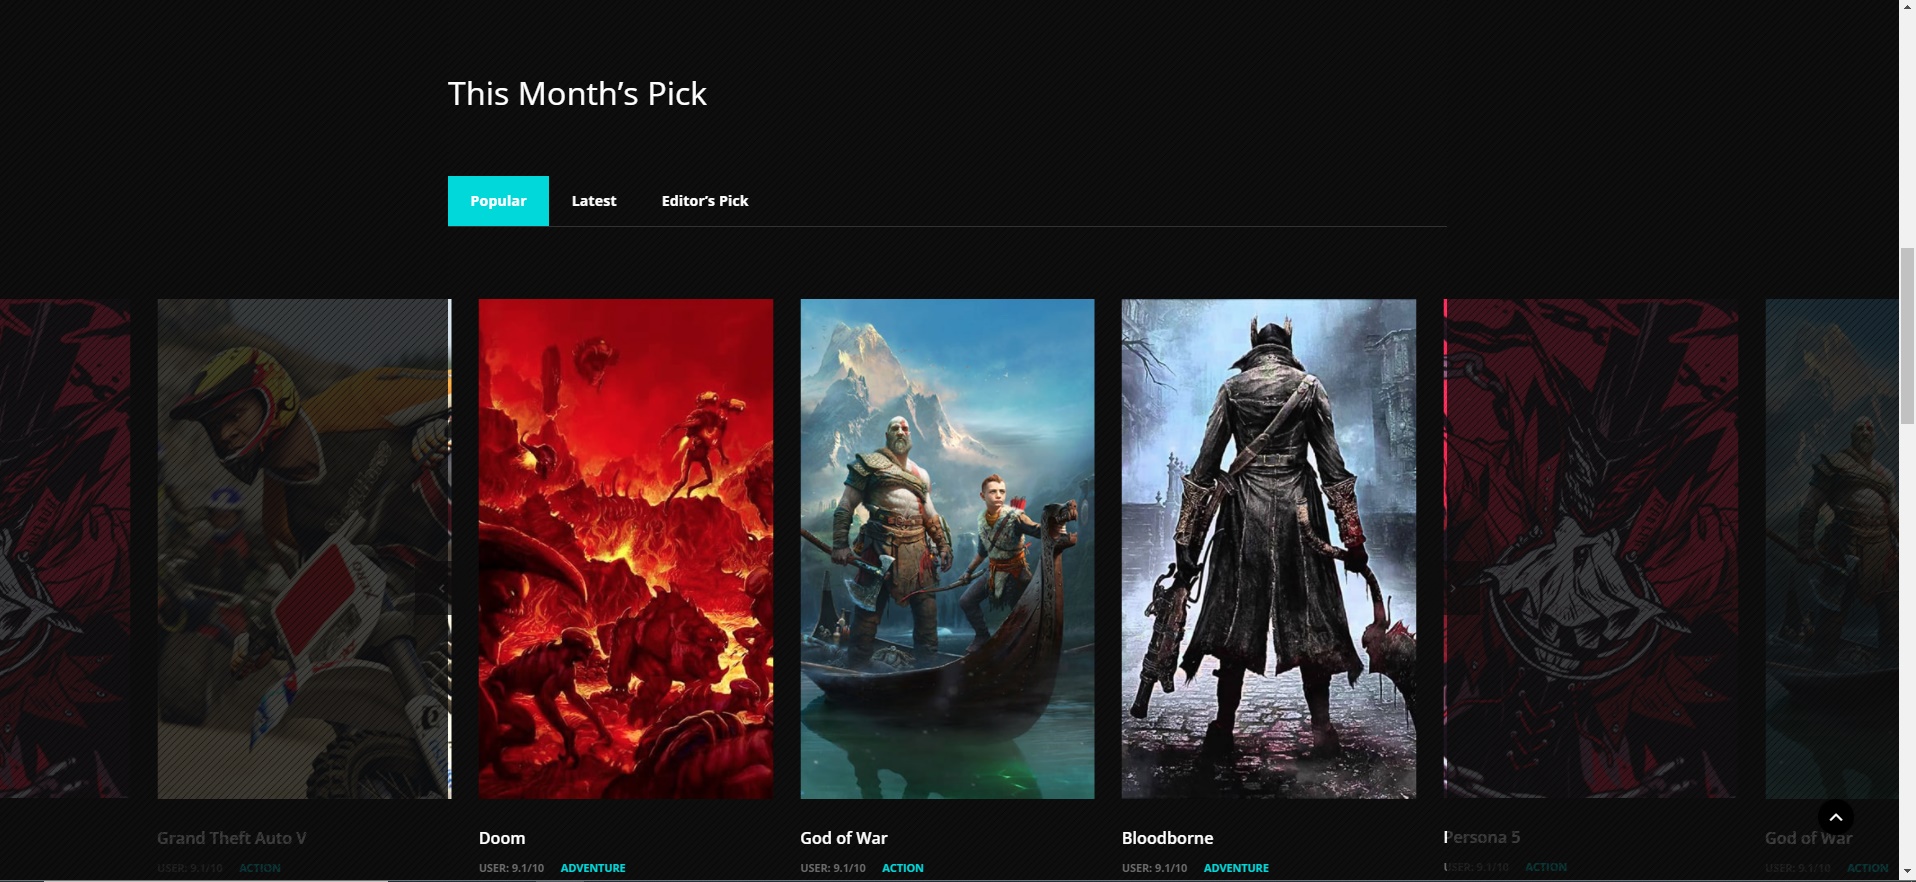 This Month’s Pick
Popular
Latest
Editor’s Pick
Grand Theft Auto V
USER: 9.1/10 ACTION
Doom
USER: 9.1/10 ADVENTURE
God of War
USER: 9.1/10 ACTION
Bloodborne
USER: 9.1/10 ADVENTURE
Persona 5
USER: 9.1/10 ACTION
God of War
USER: 9.1/10 ACTION